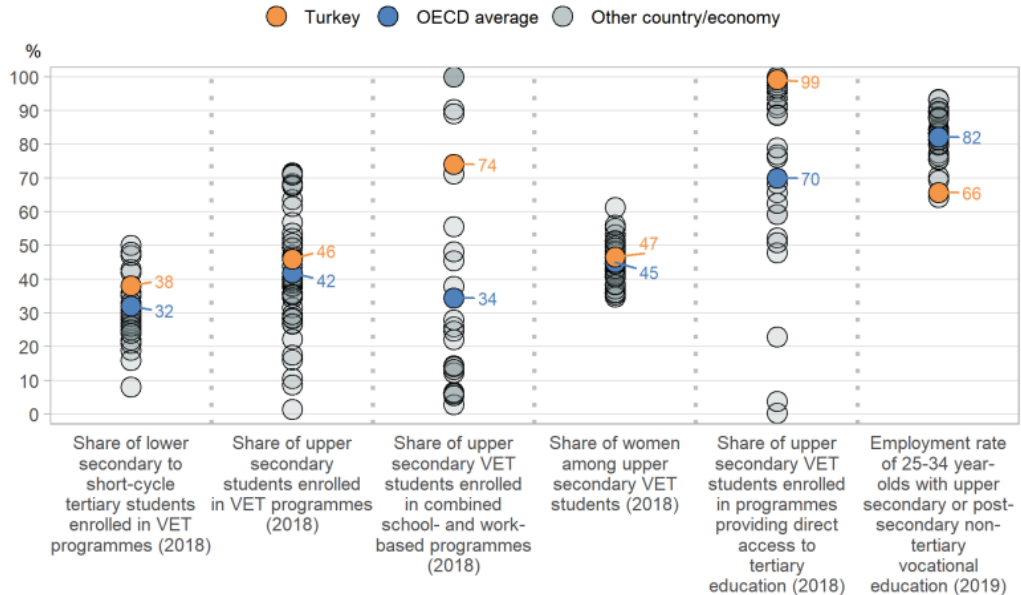 Turkey OECD average Other country/economy
%
100
90
80
70
60
50
40
30
20
10
0
38
32
46
42
74
34
47
45
99
70
82
66
Share of lower
secondary to
short-cycle
tertiary students
enrolled in VET
programmes (2018)
Share of upper
secondary
students enrolled
in VET programmes
(2018)
Share of upper
secondary VET
students enrolled
in combined
school- and work-
based programmes
(2018)
Share of women
among upper
secondary VET
students (2018)
Share of upper
secondary VET
students enrolled
in programmes
providing direct
access to
tertiary
education (2018)
Employment rate
of 25-34 year-
olds with upper
secondary or post-
secondary non-
tertiary
vocational
education (2019)